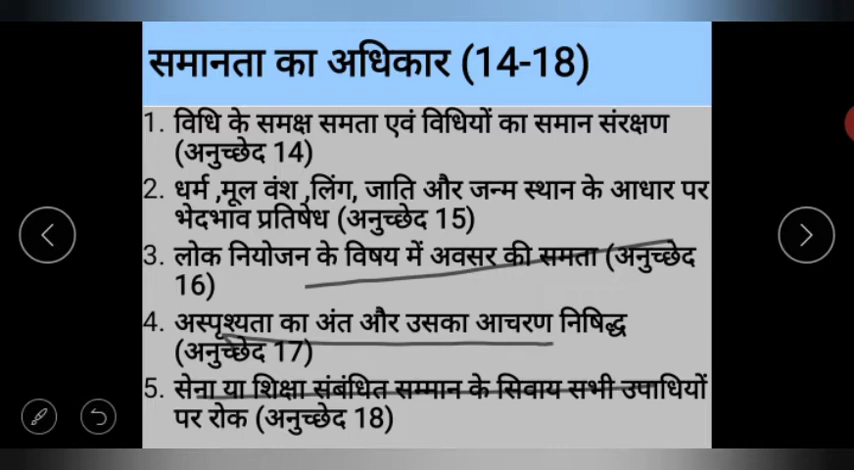 समानता का अधिकार (14-18)
1. विधि के समक्ष समता एवं विधियों का समान संरक्षण
(अनुच्छेद 14)
2. धर्म ,मूल वंश ,लिंग, जाति और जन्म स्थान के आधार पर
भेदभाव प्रतिषेध (अनुच्छेद 15)
3. लोक नियोजन के विषय में अवसर की समता (अनुच्छेद
16)
4. अस्पृश्यता का अंत और उसका आचरण निषिद्ध
(अनुच्छेद 17)
5. सेना या शिक्षा संबंधित सम्मान के सिवाय सभी उपाधियों
पर रोक (अनुच्छेद 18)